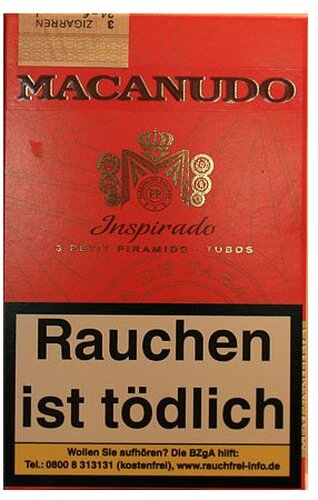 3 ZIGARREN
MACANUDO
Inspirado
3 PETIT PIRAMIDE - TUBOS
Rauchen
ist tödlich
Wollen Sie aufhören? Die BZgA hilft:
Tel.: 0800 8 313131 (kostenfrei), www.rauchfrei-info.de